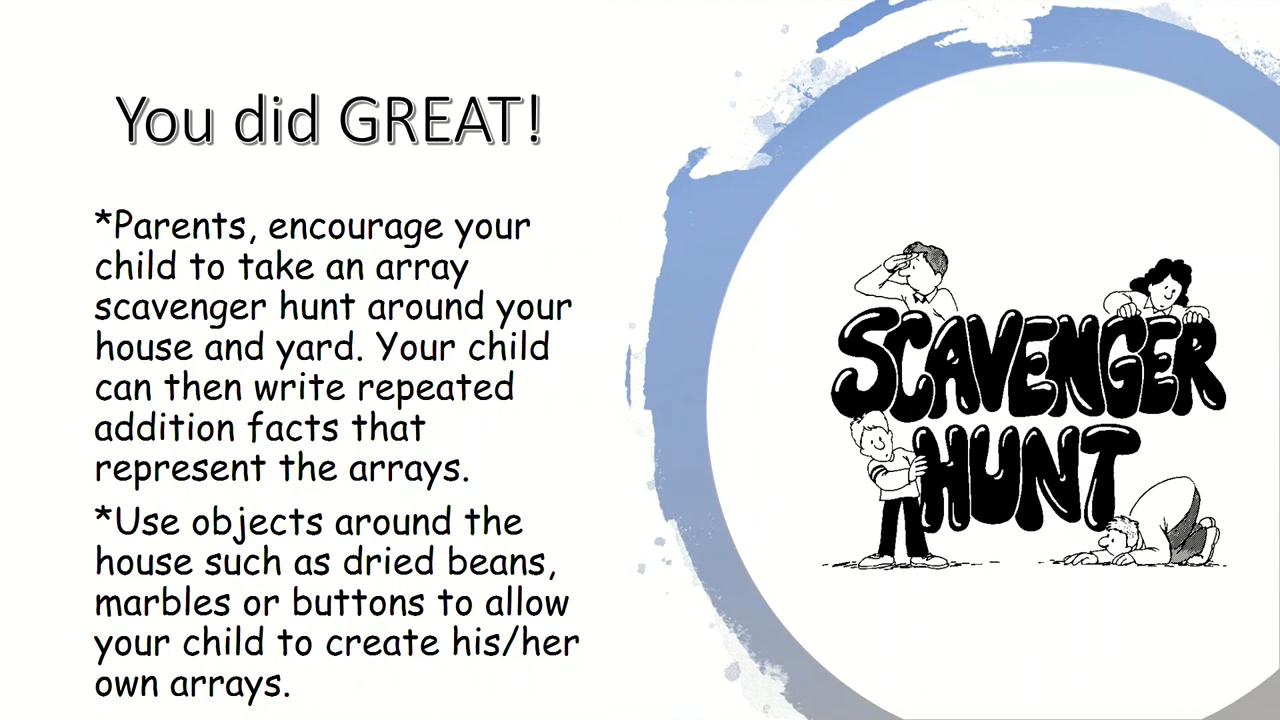 You did GREAT!
*Parents, encourage your
child to take an array
scavenger hunt around your
house and yard. Your child
can then write repeated
addition facts that
represent the arrays.
*Use objects around the
house such as dried beans,
marbles or buttons to allow
your child to create his/her
own arrays.
SCAVENGER
HUNT